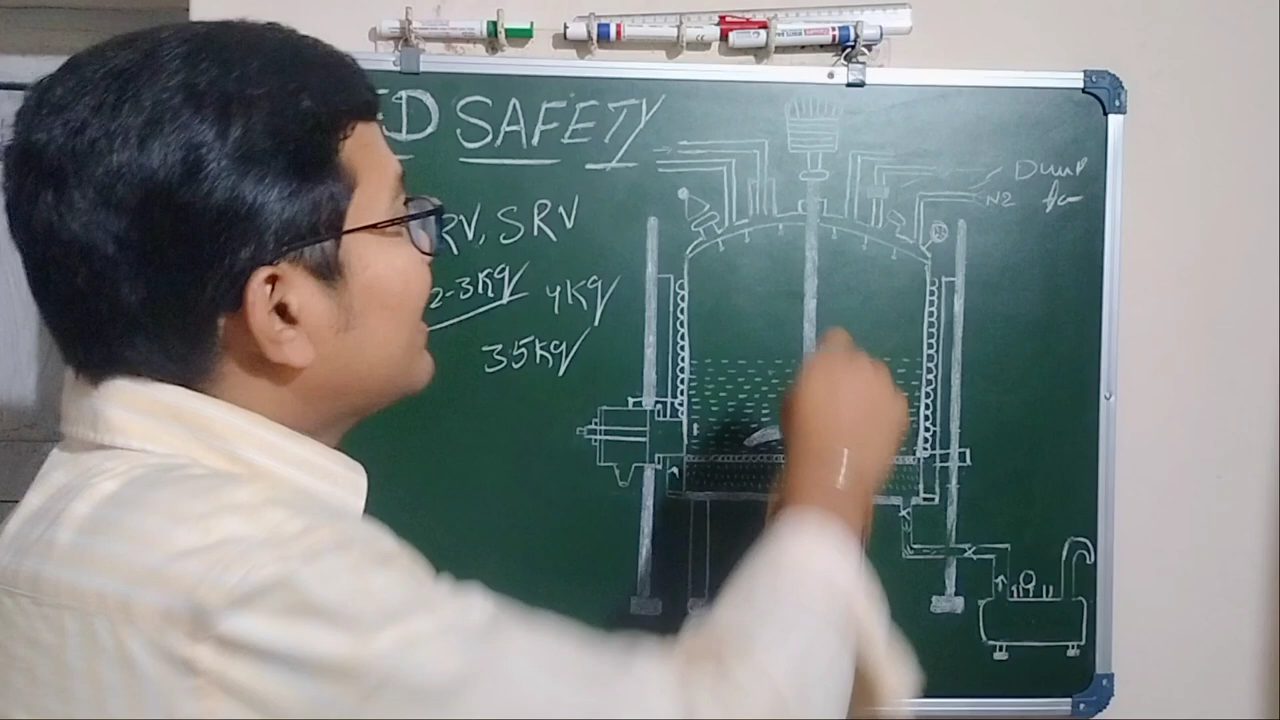 ED SAFETY
RV, SRV
2-3Kg 4Kg
35Kg
Dump
N2